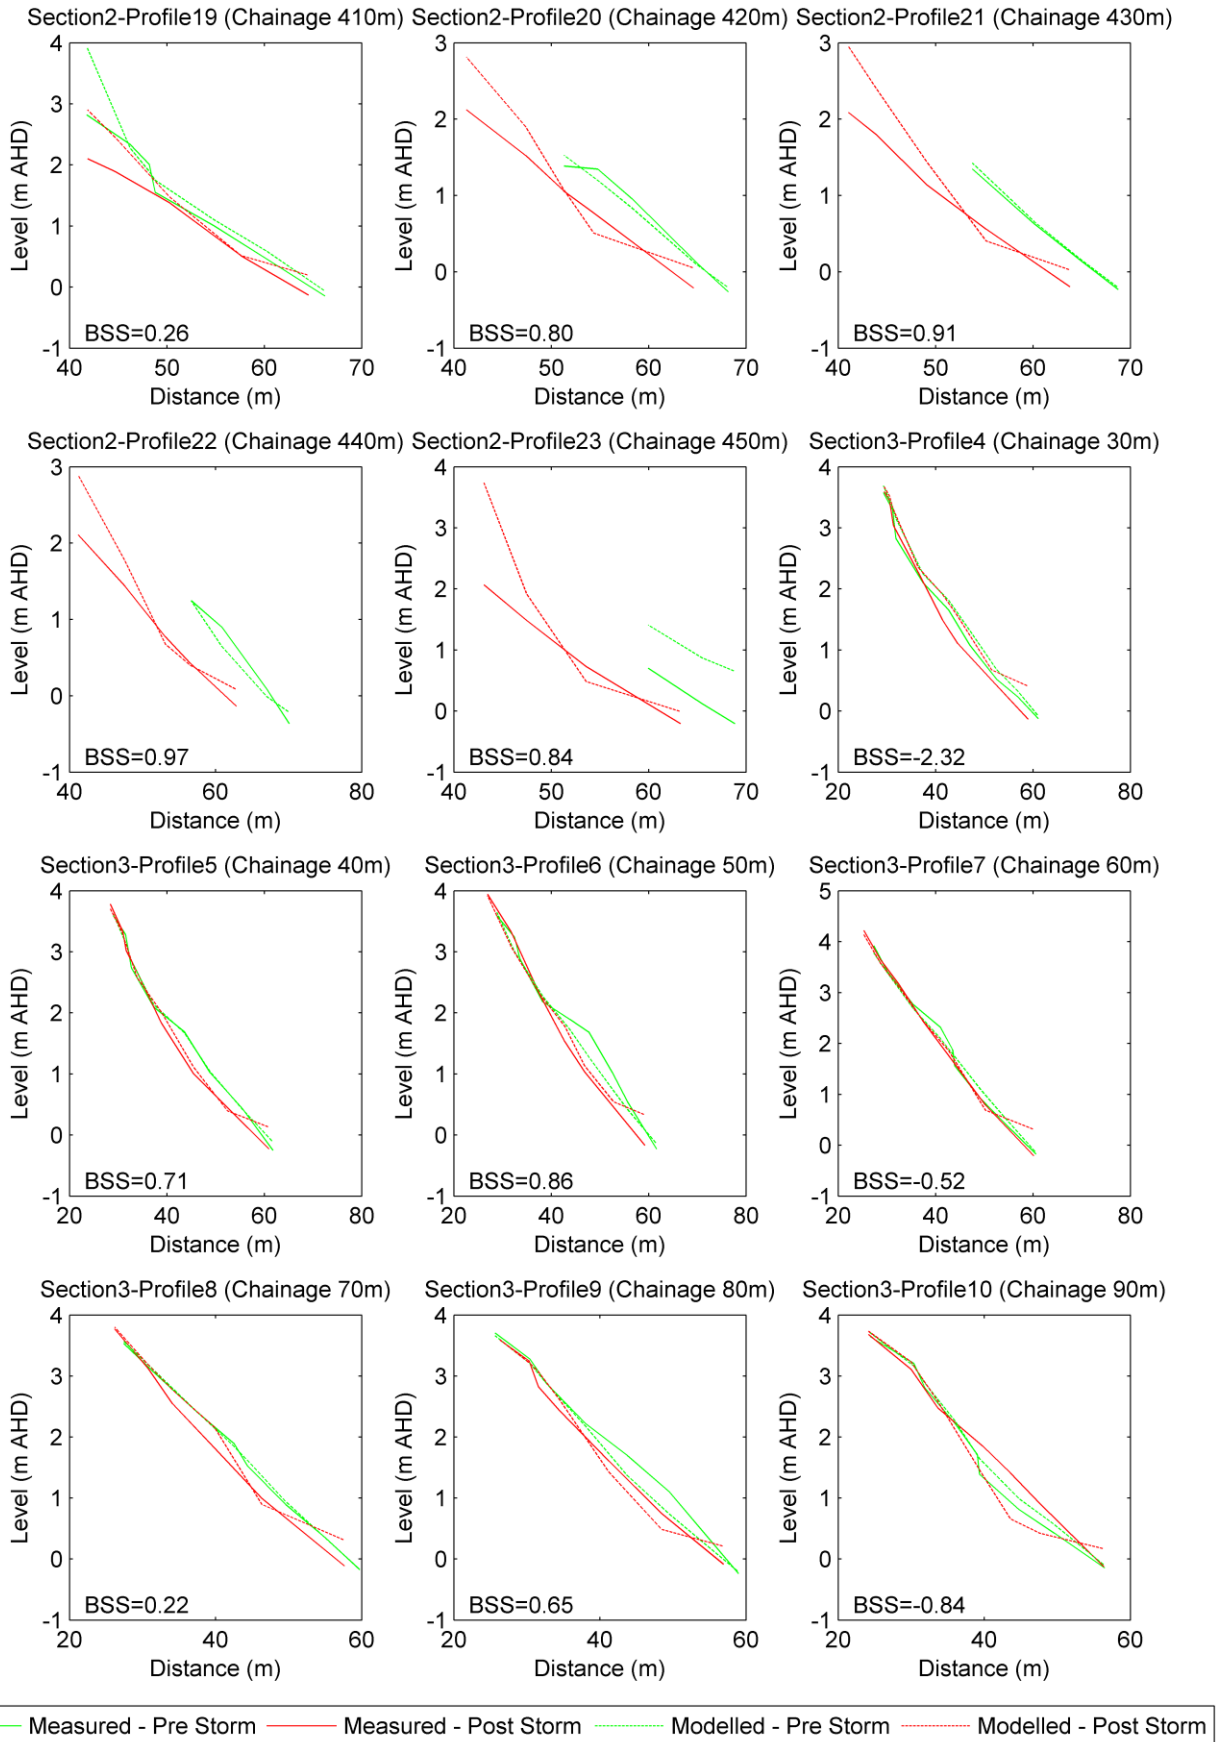 Section2-Profile19 (Chainage 410m) Section2-Profile20 (Chainage 420m) Section2-Profile21 (Chainage 430m)
4
3
2
1
0
-1
Level (m AHD)
BSS=0.26
40 50 60 70
Distance (m)
3
2
1
0
-1
Level (m AHD)
BSS=0.80
40 50 60 70
Distance (m)
3
2
1
0
-1
Level (m AHD)
BSS=0.91
40 50 60 70
Distance (m)
Section2-Profile22 (Chainage 440m) Section2-Profile23 (Chainage 450m) Section3-Profile4 (Chainage 30m)
3
2
1
0
-1
Level (m AHD)
BSS=0.97
40 60 80
Distance (m)
4
3
2
1
0
-1
Level (m AHD)
BSS=0.84
40 50 60 70
Distance (m)
4
3
2
1
0
-1
Level (m AHD)
BSS=-2.32
20 40 60 80
Distance (m)
Section3-Profile5 (Chainage 40m) Section3-Profile6 (Chainage 50m) Section3-Profile7 (Chainage 60m)
4
3
2
1
0
-1
Level (m AHD)
BSS=0.71
20 40 60 80
Distance (m)
4
3
2
1
0
-1
Level (m AHD)
BSS=0.86
20 40 60 80
Distance (m)
5
4
3
2
1
0
-1
Level (m AHD)
BSS=-0.52
20 40 60 80
Distance (m)
Section3-Profile8 (Chainage 70m) Section3-Profile9 (Chainage 80m) Section3-Profile10 (Chainage 90m)
4
3
2
1
0
-1
Level (m AHD)
BSS=0.22
20 40 60
Distance (m)
4
3
2
1
0
-1
Level (m AHD)
BSS=0.65
20 40 60
Distance (m)
4
3
2
1
0
-1
Level (m AHD)
BSS=-0.84
20 40 60
Distance (m)
Measured - Pre Storm Measured - Post Storm Modelled - Pre Storm Modelled - Post Storm